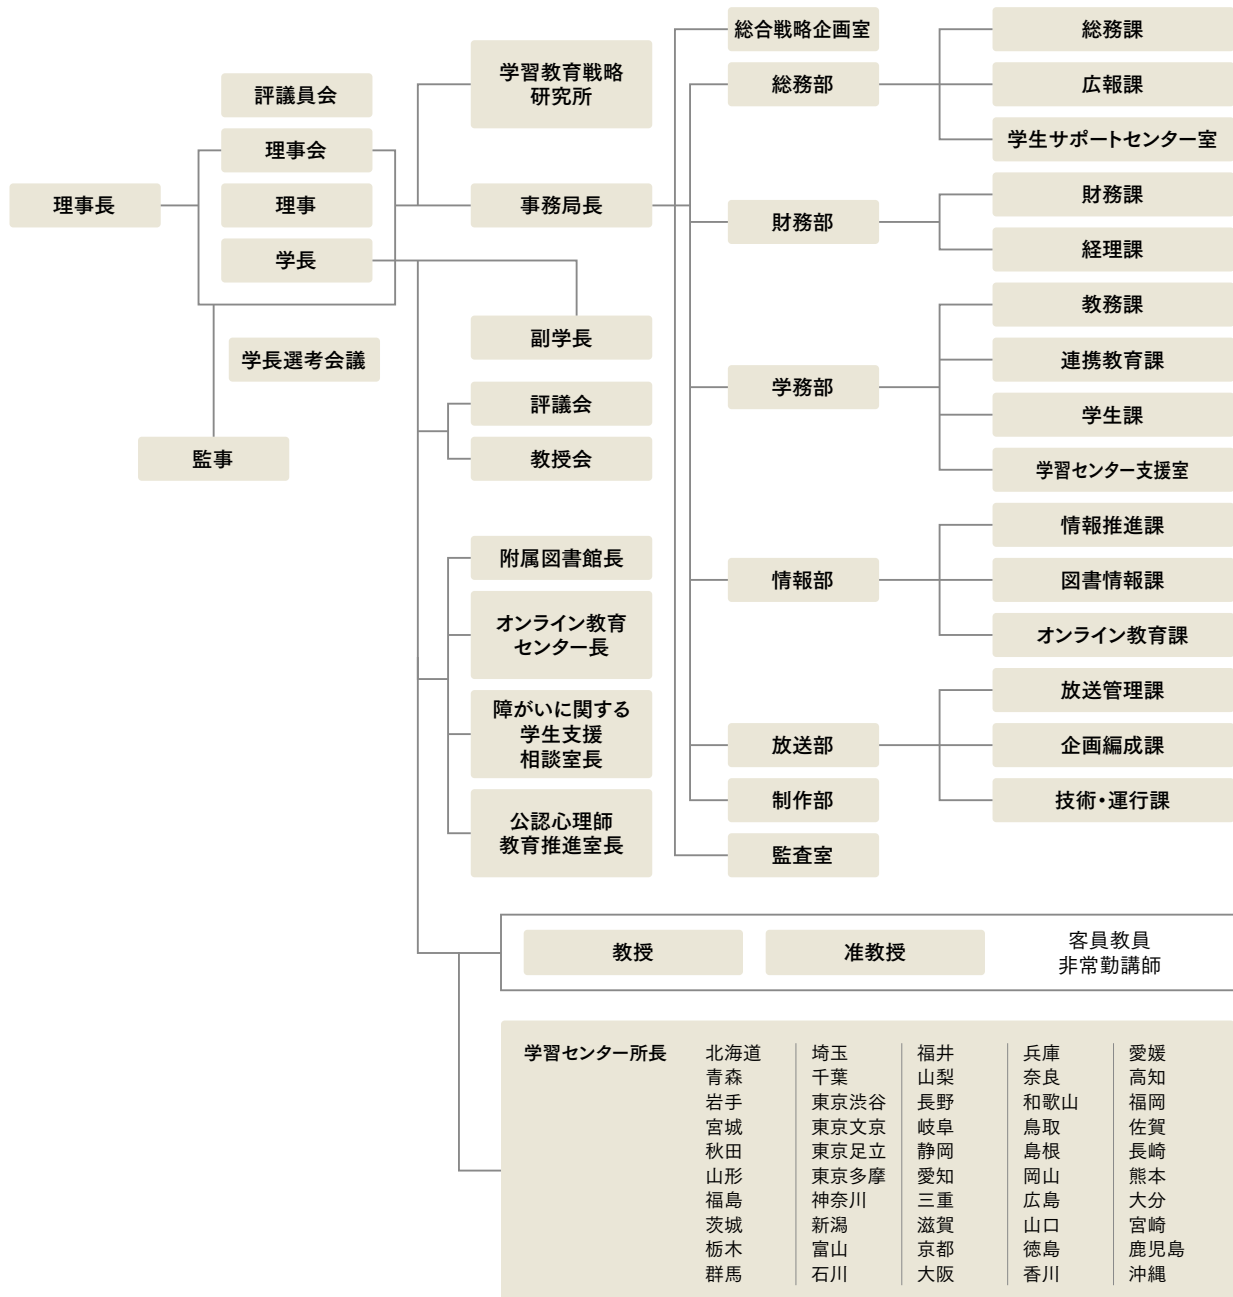 理事長
評議員会
理事会
理事
学長
学長選考会議
監事
学習教育戦略
研究所
事務局長
副学長
評議会
教授会
附属図書館長
オンライン教育
センター長
障がいに関する
学生支援
相談室長
公認心理師
教育推進室長
総合戦略企画室
総務部
財務部
学務部
情報部
放送部
制作部
監査室
総務課
広報課
学生サポートセンター室
財務課
経理課
教務課
連携教育課
学生課
学習センター支援室
情報推進課
図書情報課
オンライン教育課
放送管理課
企画編成課
技術・運行課
教授
准教授
客員教員
非常勤講師
学習センター所長
北海道
青森
岩手
宮城
秋田
山形
福島
茨城
栃木
群馬
埼玉
千葉
東京渋谷
東京文京
東京足立
東京多摩
神奈川
新潟
富山
石川
福井
山梨
長野
岐阜
静岡
愛知
三重
滋賀
京都
大阪
兵庫
奈良
和歌山
鳥取
島根
岡山
広島
山口
徳島
香川
愛媛
高知
福岡
佐賀
長崎
熊本
大分
宮崎
鹿児島
沖縄